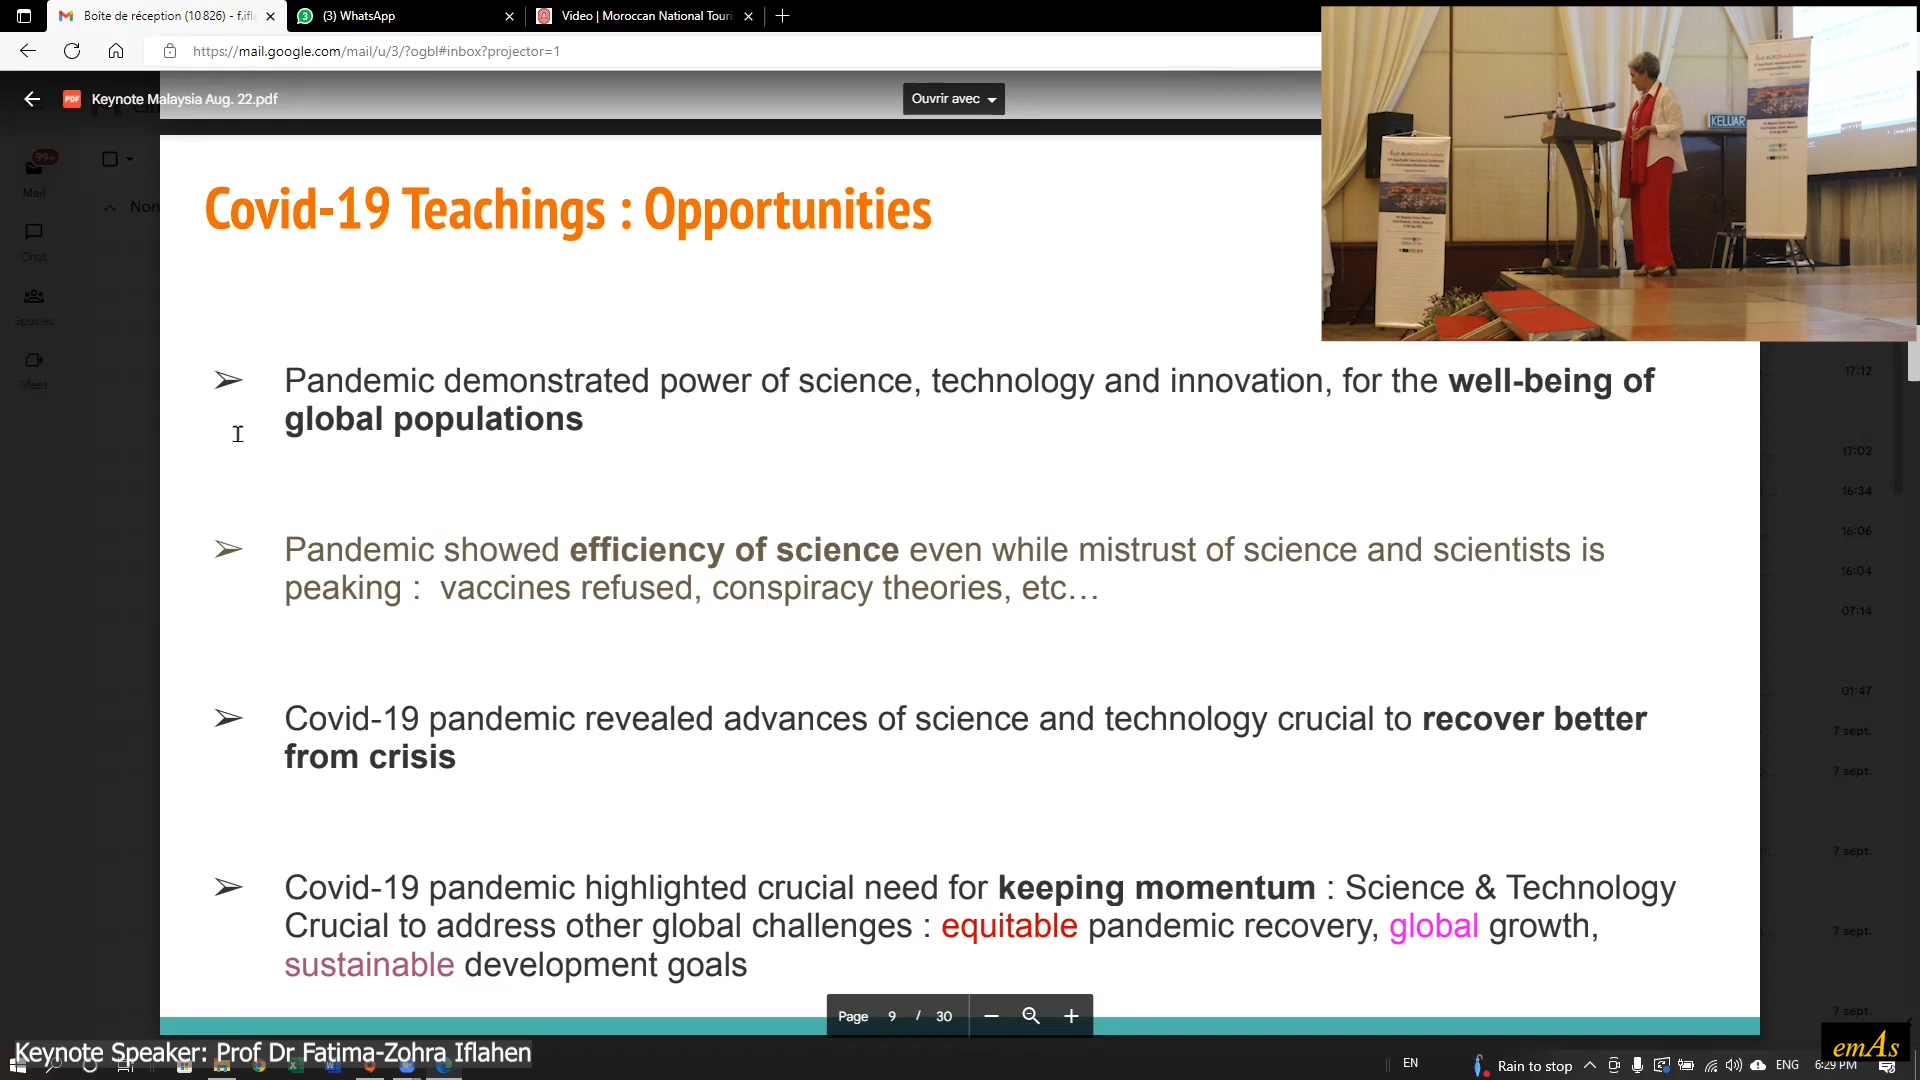 Boîte de réception (10 826) - f.ifla
(3) WhatsApp
Video | Moroccan National Touri
https://mail.google.com/mail/u/3/?ogbl#inbox?projector=1
PDF
Keynote Malaysia Aug. 22.pdf
Ouvrir avec
99+
Mail
Chat
Spaces
Meet
KELUAR
Covid-19 Teachings : Opportunities
➢ Pandemic demonstrated power of science, technology and innovation, for the well-being of
global populations
➢ Pandemic showed efficiency of science even while mistrust of science and scientists is
peaking : vaccines refused, conspiracy theories, etc…
➢ Covid-19 pandemic revealed advances of science and technology crucial to recover better
from crisis
➢ Covid-19 pandemic highlighted crucial need for keeping momentum : Science & Technology
Crucial to address other global challenges : equitable pandemic recovery, global growth,
sustainable development goals
17:12
17:02
16:34
16:06
16:04
07:14
01:47
7 sept.
7 sept.
7 sept.
7 sept.
7 sept.
Page 9 / 30
Keynote Speaker: Prof Dr Fatima-Zohra Iflahen
emAs
EN
Rain to stop
ENG
6:29 PM